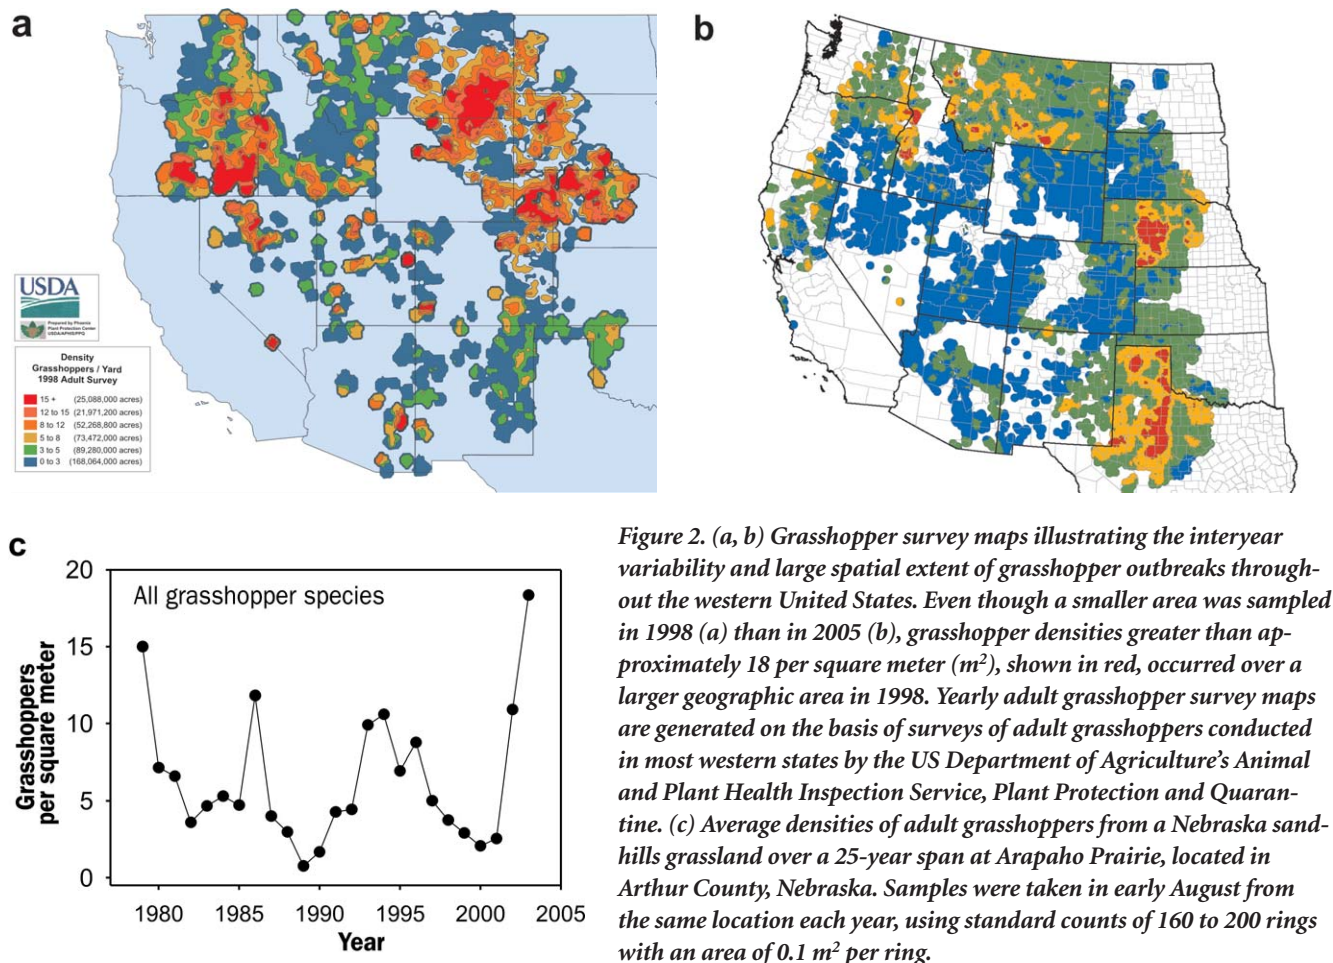 a
USDA
Prepared by Phoenix
Plant Protection Center
USDA/APHIS/PPQ
Density
Grasshoppers / Yard
1998 Adult Survey
15 + (25,088,000 acres)
12 to 15 (21,971,200 acres)
8 to 12 (52,268,800 acres)
5 to 8 (73,472,000 acres)
3 to 5 (89,280,000 acres)
0 to 3 (168,064,000 acres)
b
c
All grasshopper species
Grasshoppers
per square meter
20
15
10
5
0
1980 1985 1990 1995 2000 2005
Year
Figure 2. (a, b) Grasshopper survey maps illustrating the interyear
variability and large spatial extent of grasshopper outbreaks through-
out the western United States. Even though a smaller area was sampled
in 1998 (a) than in 2005 (b), grasshopper densities greater than ap-
proximately 18 per square meter (m²), shown in red, occurred over a
larger geographic area in 1998. Yearly adult grasshopper survey maps
are generated on the basis of surveys of adult grasshoppers conducted
in most western states by the US Department of Agriculture's Animal
and Plant Health Inspection Service, Plant Protection and Quaran-
tine. (c) Average densities of adult grasshoppers from a Nebraska sand-
hills grassland over a 25-year span at Arapaho Prairie, located in
Arthur County, Nebraska. Samples were taken in early August from
the same location each year, using standard counts of 160 to 200 rings
with an area of 0.1 m² per ring.